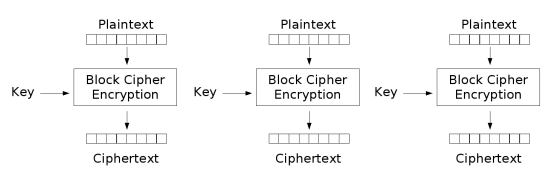 Plaintext Plaintext Plaintext
Key Block Cipher Encryption Key Block Cipher Encryption Key Block Cipher Encryption
Ciphertext Ciphertext Ciphertext